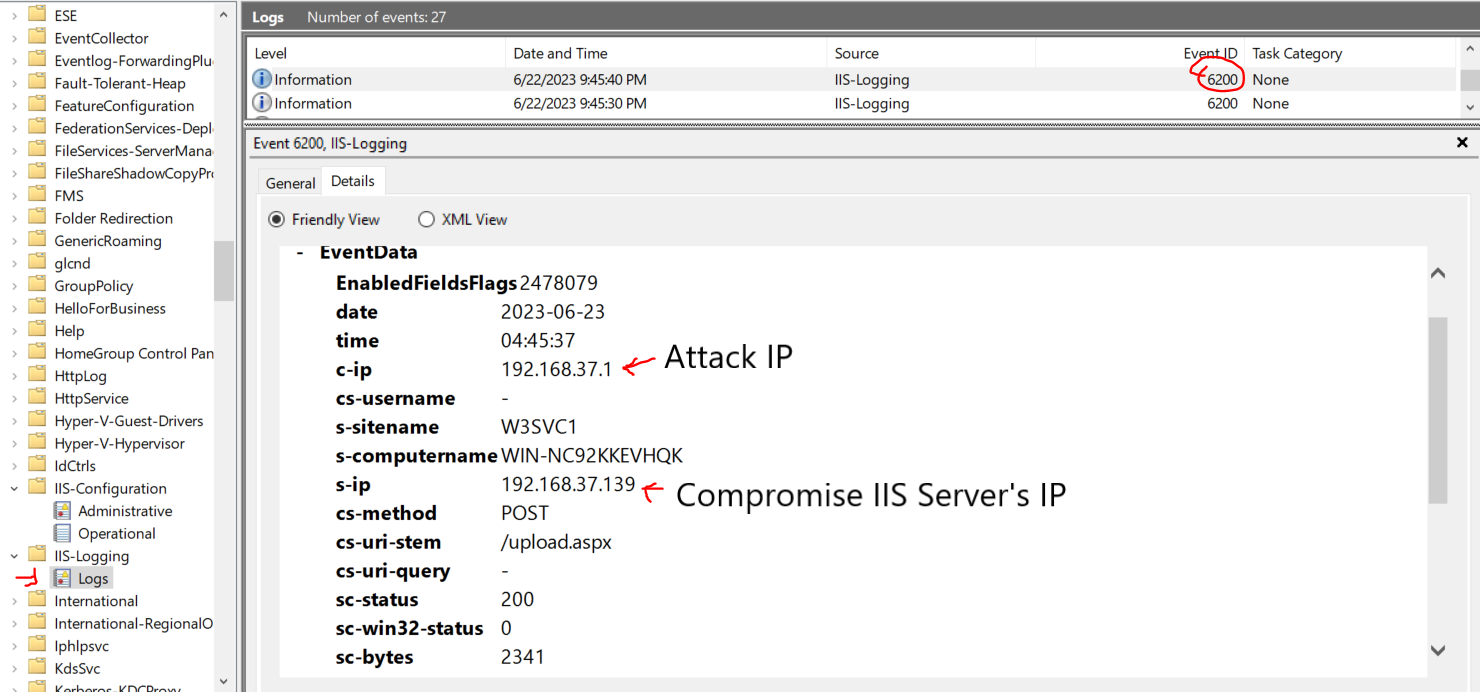 ESE
EventCollector
Eventlog-ForwardingPlu
Fault-Tolerant-Heap
FeatureConfiguration
FederationServices-Depl
FileServices-ServerMana
FileShareShadowCopyPr
FMS
Folder Redirection
GenericRoaming
glcnd
GroupPolicy
HelloForBusiness
Help
HomeGroup Control Pan
HttpLog
HttpService
Hyper-V-Guest-Drivers
Hyper-V-Hypervisor
IdCtrls
IIS-Configuration
Administrative
Operational
IIS-Logging
Logs
International
International-RegionalO
Iphlpsvc
KdsSvc
Kerberos-KDCProxy
Logs Number of events: 27
Level Date and Time Source Event ID Task Category
Information 6/22/2023 9:45:40 PM IIS-Logging 6200 None
Information 6/22/2023 9:45:30 PM IIS-Logging 6200 None
Event 6200, IIS-Logging
General Details
Friendly View XML View
- EventData
EnabledFieldsFlags 2478079
date 2023-06-23
time 04:45:37
c-ip 192.168.37.1 Attack IP
cs-username -
s-sitename W3SVC1
s-computername WIN-NC92KKEVHQK
s-ip 192.168.37.139 Compromise IIS Server's IP
cs-method POST
cs-uri-stem /upload.aspx
cs-uri-query -
sc-status 200
sc-win32-status 0
sc-bytes 2341